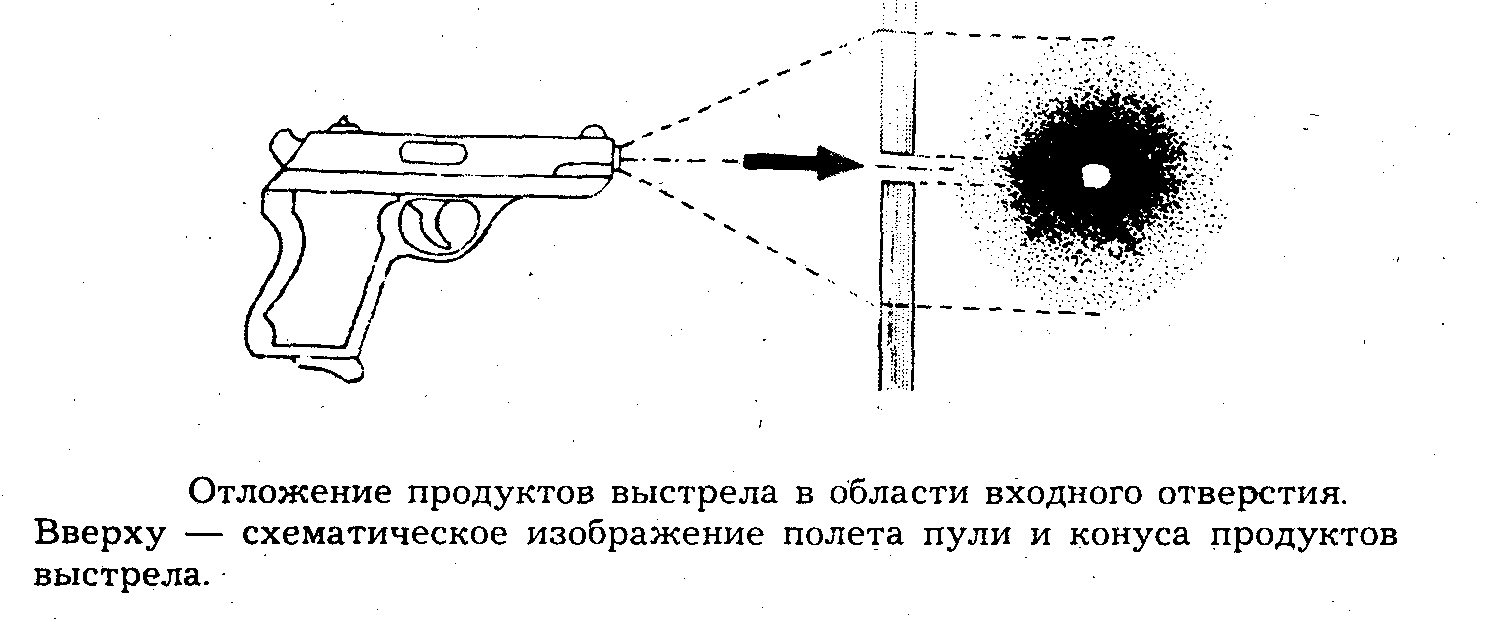 Отложение продуктов выстрела в области входного отверстия.
Вверху — схематическое изображение полета пули и конуса продуктов
выстрела.